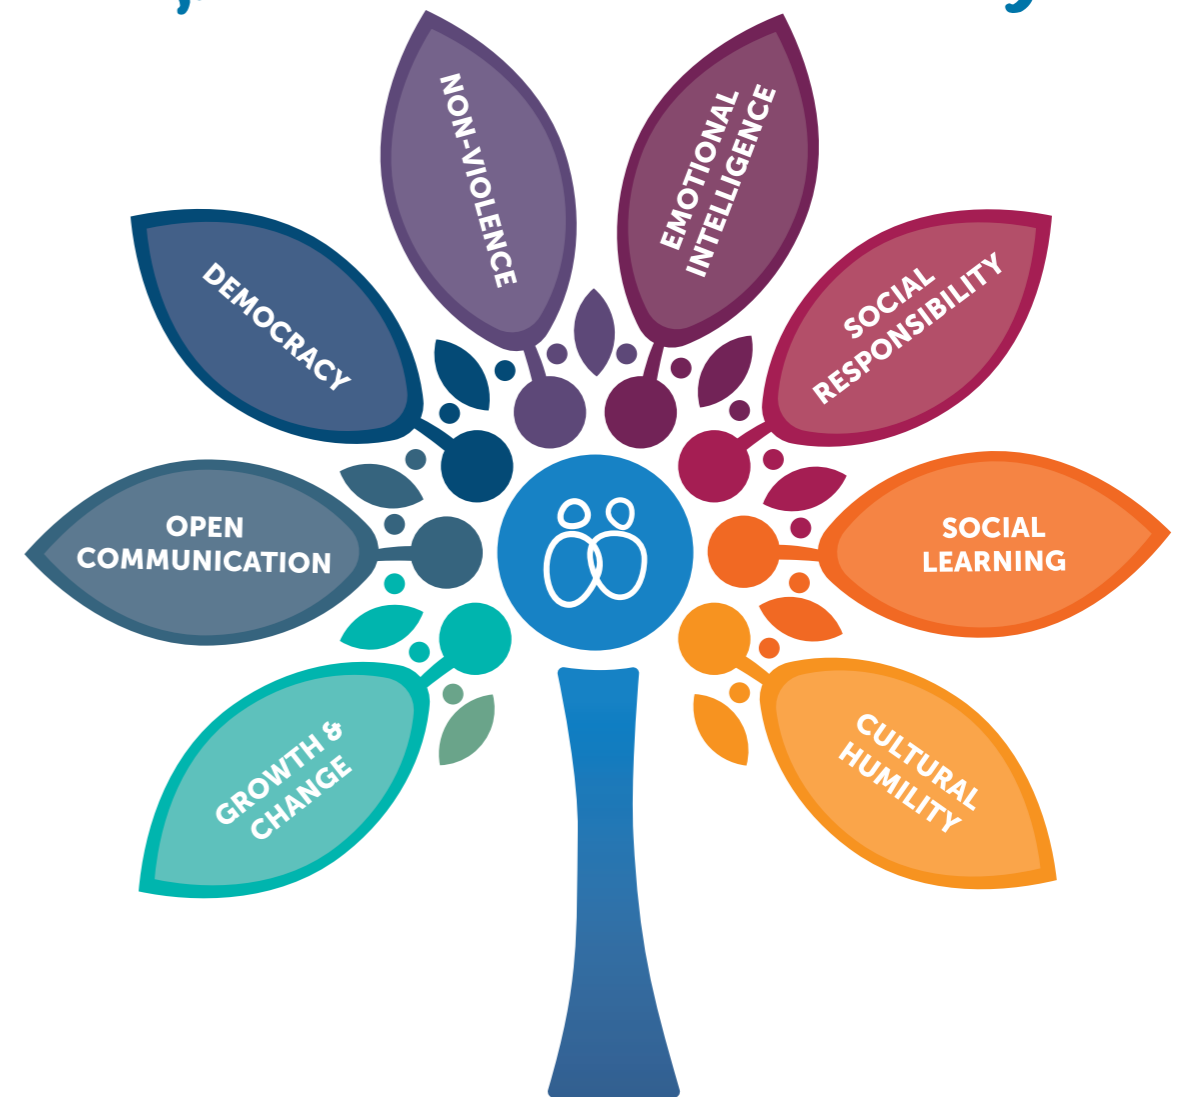 NON-VIOLENCE
EMOTIONAL
INTELLIGENCE
DEMOCRACY
SOCIAL
RESPONSIBILITY
OPEN
COMMUNICATION
SOCIAL
LEARNING
GROWTH &
CHANGE
CULTURAL
HUMILITY